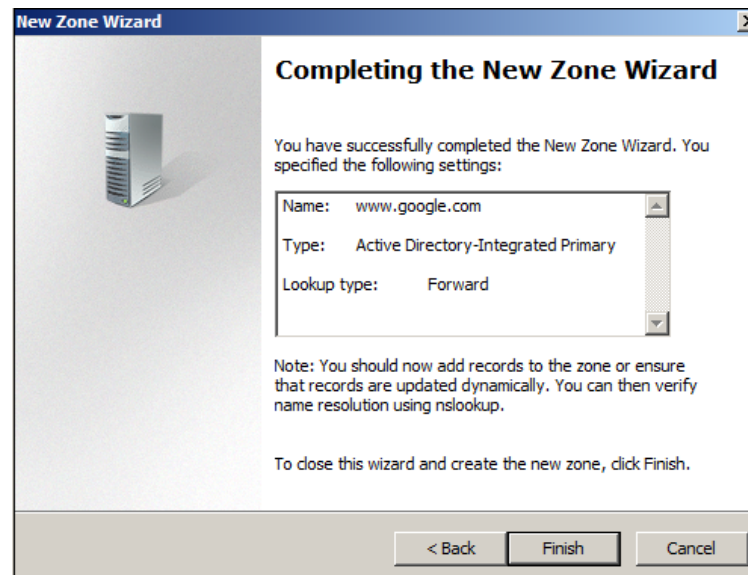 New Zone Wizard
Completing the New Zone Wizard
You have successfully completed the New Zone Wizard. You
specified the following settings:
Name: www.google.com
Type: Active Directory-Integrated Primary
Lookup type: Forward
Note: You should now add records to the zone or ensure
that records are updated dynamically. You can then verify
name resolution using nslookup.
To close this wizard and create the new zone, click Finish.
< Back Finish Cancel